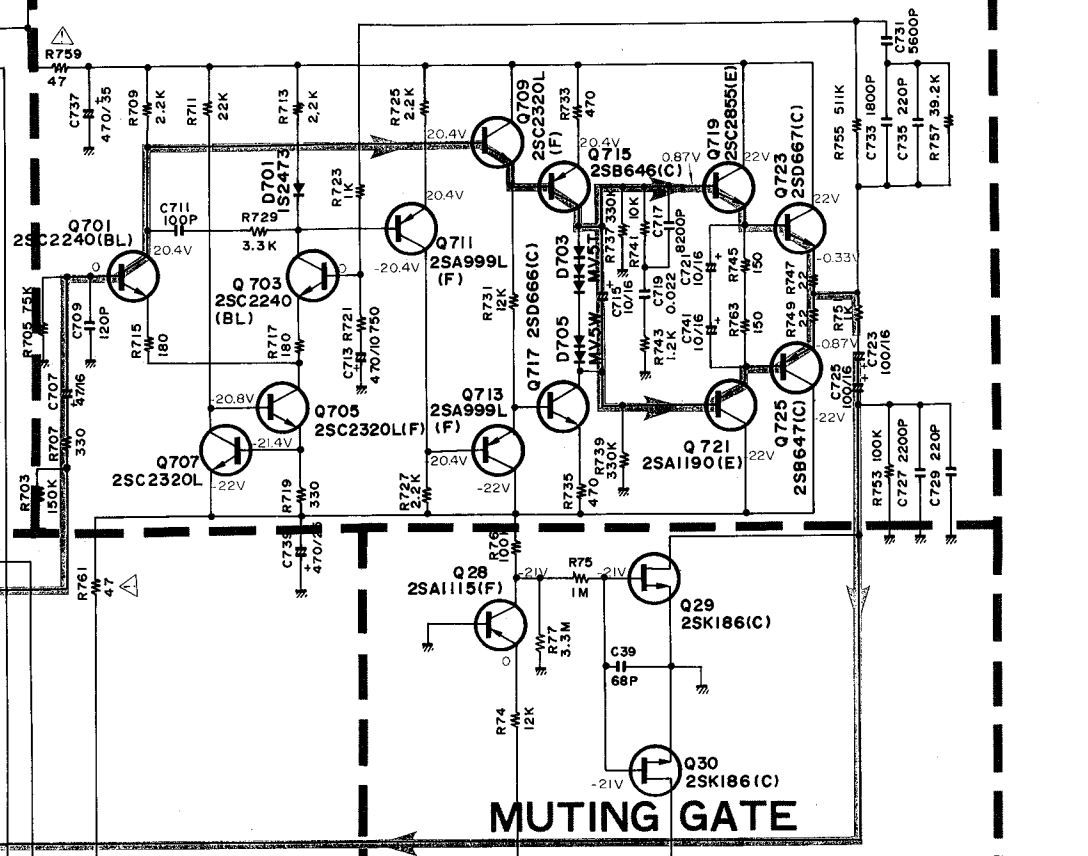 R759
47
C737
470/35
R709
2.2K
R711
22K
R713
2.2K
D701
1S2473
R723
1K
R725
2.2K
20.4V
Q709
2SC2320L
(F)
R733
470
20.4V
Q715
2SB646(C)
0.87V
Q719
2SC2855(E)
22V
Q723
2SD667(C)
22V
C731
5600P
R755 511K
C733 1800P
C735 220P
R757 39.2K
Q701
2SC2240(BL)
0
20.4V
C711
100P
R729
3.3K
Q703
2SC2240
(BL)
0
20.4V
-20.4V
Q711
2SA999L
(F)
R731
12K
Q717 2SD666(C)
D703
MV5T
D705
MV5W
C715
10/16
R737 330K
R741 10K
C717
8200P
C719
0.022
R743
1.2K
C721
10/16
C741
10/16
R745
150
R763
150
R747
22
R749
22
-0.33V
-0.87V
R75
1K
C723
100/16
C725
100/16
R705 75K
C709
120P
R715
180
R717
180
C713
470/10
R721
750
C707
47/16
R707
330
R703
150K
-20.8V
Q705
2SC2320L(F)
-21.4V
Q707
2SC2320L
-22V
R719
330
Q713
2SA999L
(F)
-20.4V
-22V
R727
2.2K
R735
470
R739
330K
Q721
2SA1190(E)
-22V
Q725
2SB647(C)
-22V
R753 100K
C727 2200P
C729 220P
R761
47
C739
R76
100
Q28
2SA1115(F)
-21V
0
R75
1M
-21V
R77
3.3M
Q29
2SK186(C)
C39
68P
R74
12K
Q30
2SK186(C)
-21V
MUTING GATE